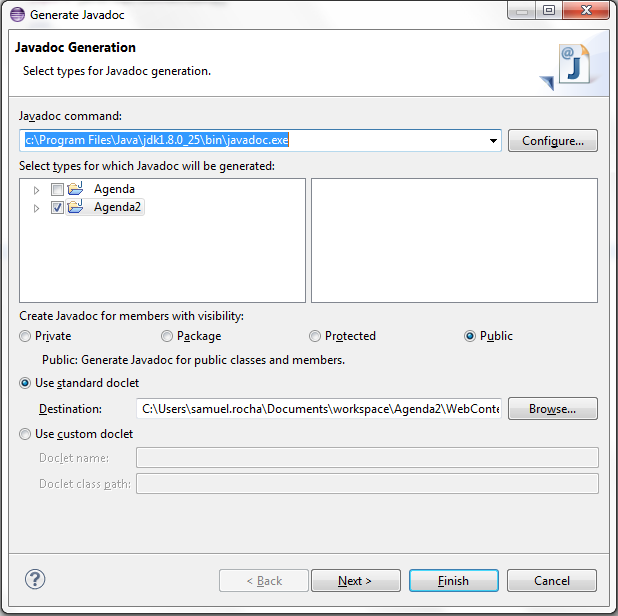 Generate Javadoc
Javadoc Generation
Select types for Javadoc generation.
@
J
Javadoc command:
c:\Program Files\Java\jdk1.8.0_25\bin\javadoc.exe
Configure...
Select types for which Javadoc will be generated:
Agenda
Agenda2
Create Javadoc for members with visibility:
Private Package Protected Public
Public: Generate Javadoc for public classes and members.
Use standard doclet
Destination: C:\Users\samuel.rocha\Documents\workspace\Agenda2\WebConte Browse...
Use custom doclet
Doclet name:
Doclet class path:
? < Back Next > Finish Cancel